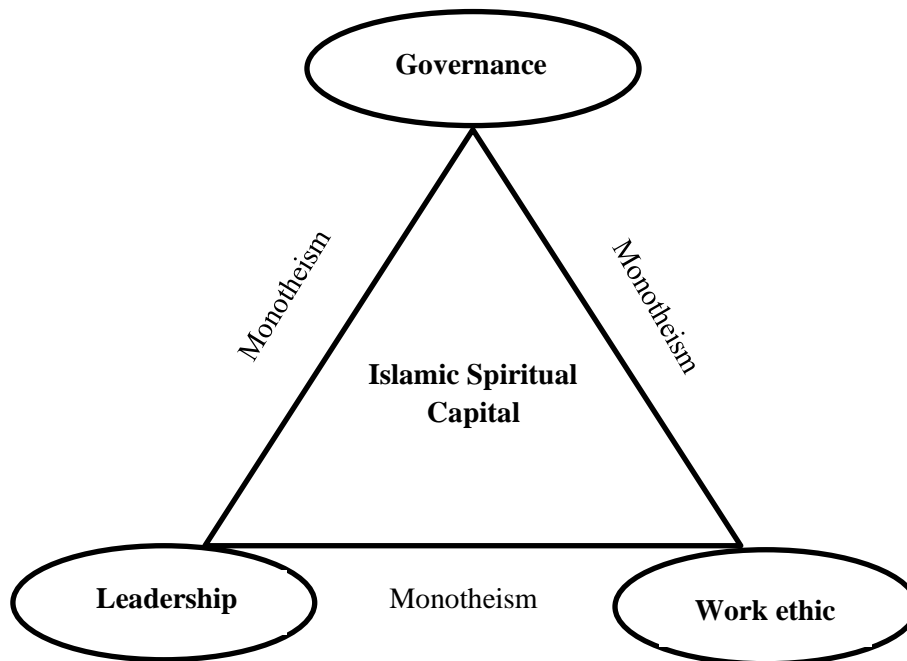 Governance
Monotheism
Monotheism
Islamic Spiritual
Capital
Leadership
Monotheism
Work ethic